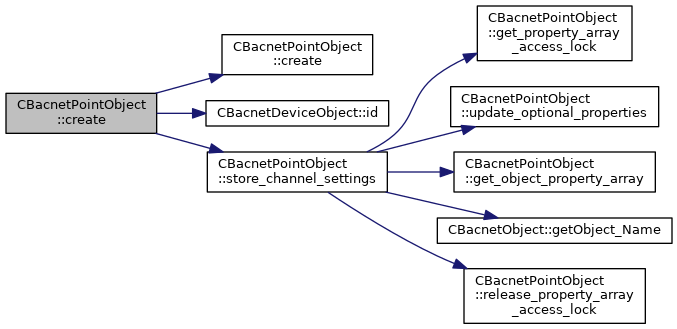 CBacnetPointObject
::create
CBacnetPointObject
::create
CBacnetDeviceObject::id
CBacnetPointObject
::store_channel_settings
CBacnetPointObject
::get_property_array
_access_lock
CBacnetPointObject
::update_optional_properties
CBacnetPointObject
::get_object_property_array
CBacnetObject::getObject_Name
CBacnetPointObject
::release_property_array
_access_lock